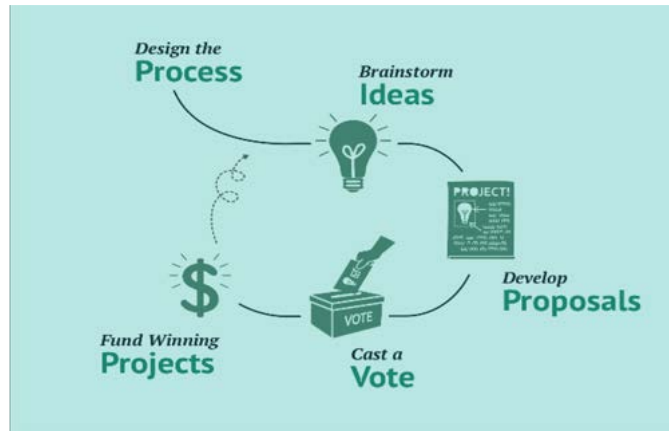 Design the
Process
Brainstorm
Ideas
PROJECT!
Develop
Proposals
VOTE
Cast a
Vote
Fund Winning
Projects